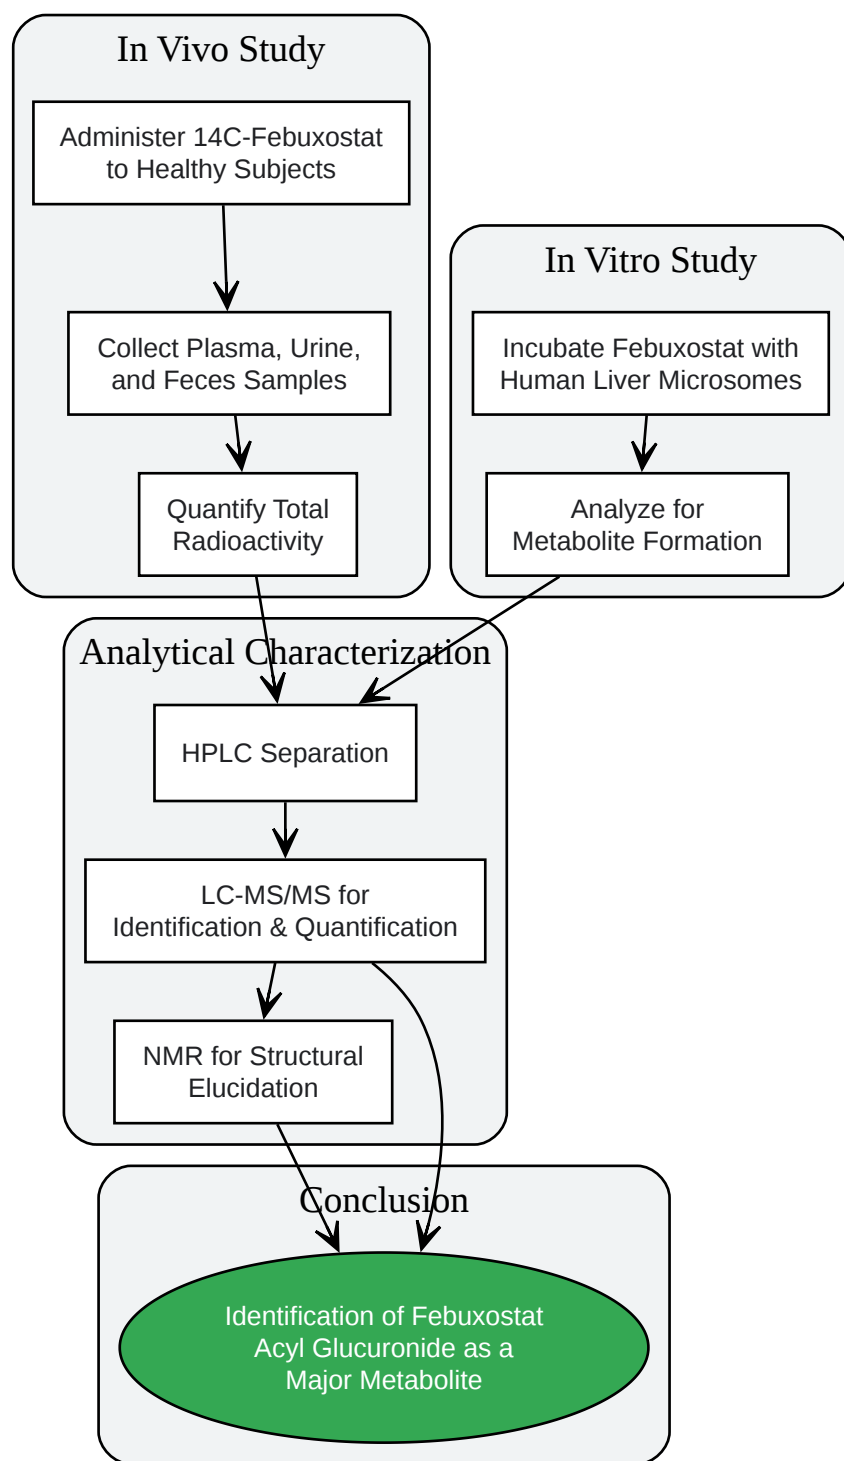 In Vivo Study
Administer 14C-Febuxostat
to Healthy Subjects
Collect Plasma, Urine,
and Feces Samples
Quantify Total
Radioactivity
In Vitro Study
Incubate Febuxostat with
Human Liver Microsomes
Analyze for
Metabolite Formation
Analytical Characterization
HPLC Separation
LC-MS/MS for
Identification & Quantification
NMR for Structural
Elucidation
Conclusion
Identification of Febuxostat
Acyl Glucuronide as a
Major Metabolite